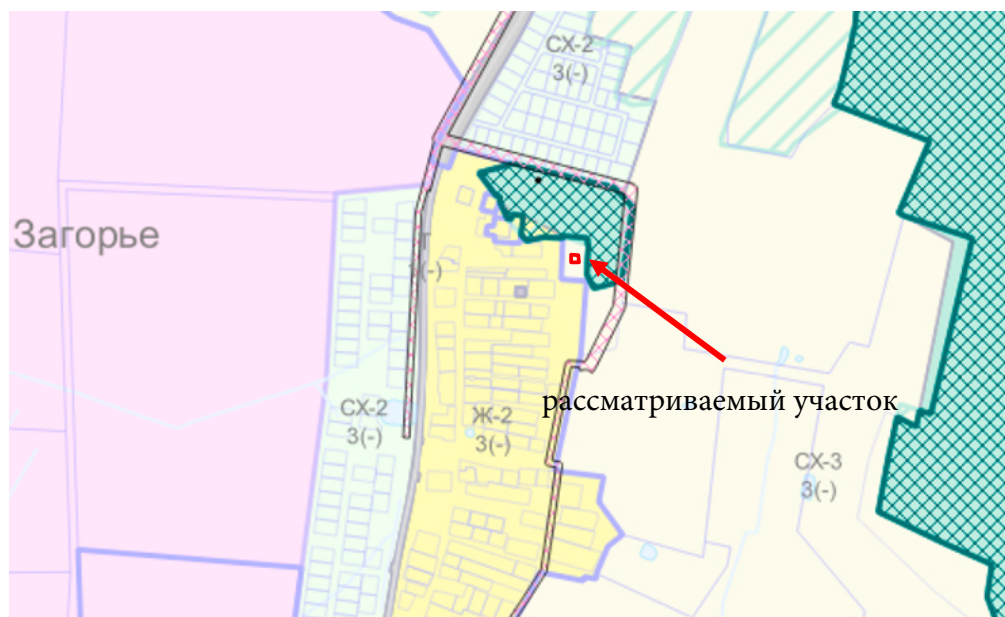 СХ-2
3(-)
Загорье
(-)
рассматриваемый участок
СХ-2
3(-)
Ж-2
3(-)
СХ-3
3(-)